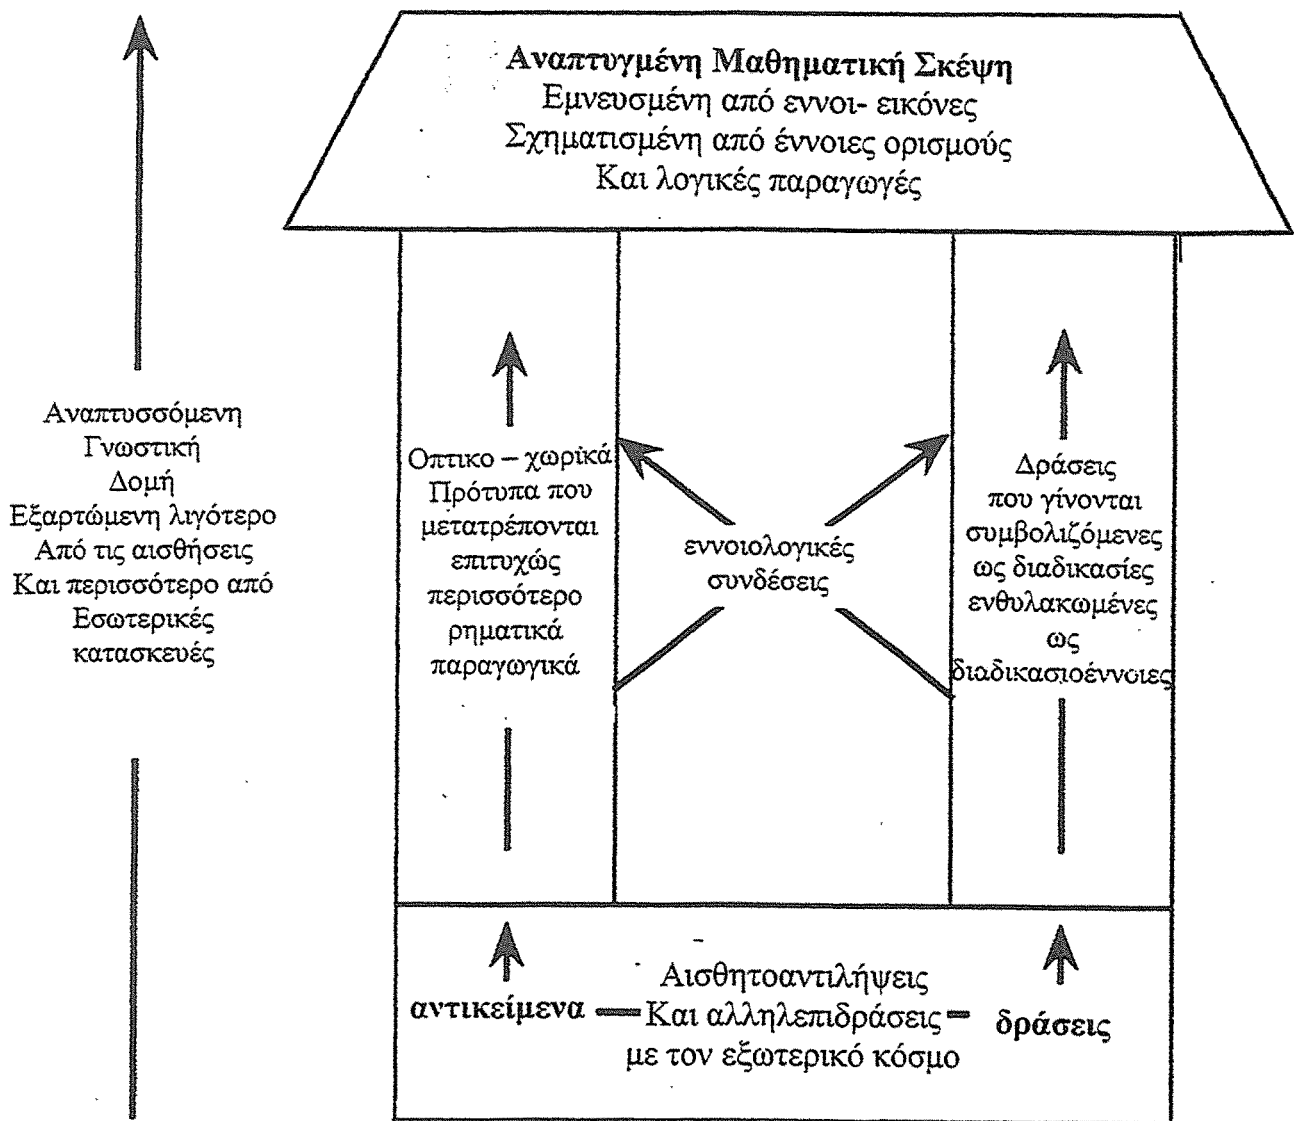 Αναπτυγμένη Μαθηματική Σκέψη
Εμνευσμένη από εννοι- εικόνες
Σχηματισμένη από έννοιες ορισμούς
Και λογικές παραγωγές
Αναπτυσσόμενη
Γνωστική
Δομή
Εξαρτώμενη λιγότερο
Από τις αισθήσεις
Και περισσότερο από
Εσωτερικές
κατασκευές
Οπτικο – χωρικά
Πρότυπα που
μετατρέπονται
επιτυχώς
περισσότερο
ρηματικά
παραγωγικά
εννοιολογικές
συνδέσεις
Δράσεις
που γίνονται
συμβολιζόμενες
ως διαδικασίες
ενθυλακωμένες
ως
διαδικασιοέννοιες
αντικείμενα
Αισθητοαντιλήψεις
Και αλληλεπιδράσεις
με τον εξωτερικό κόσμο
δράσεις